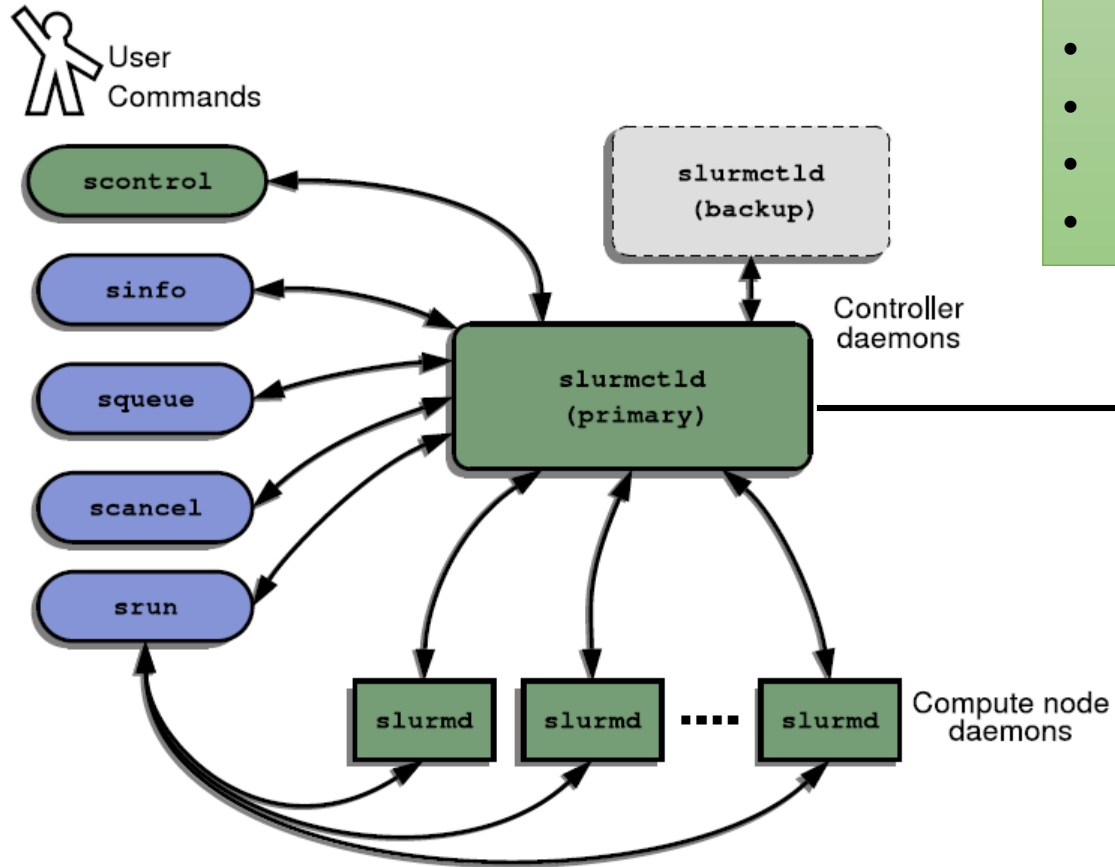 User
Commands
scontrol
sinfo
squeue
scancel
srun
slurmctld
(backup)
Controller
daemons
slurmctld
(primary)
slurmd
slurmd
slurmd
Compute node
daemons